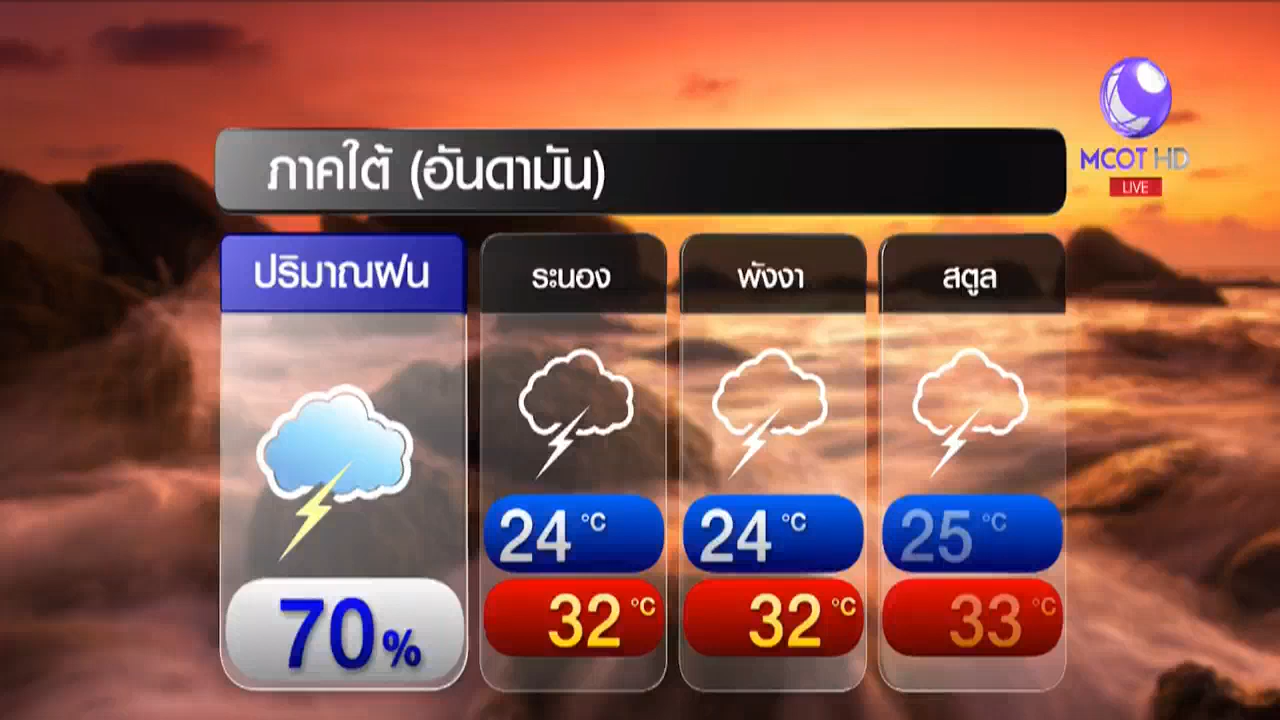 MCOT HD
LIVE
ภาคใต้ (อันดามัน)
ปริมาณฝน
ระนอง
พังงา
สตูล
24 °C
24 °C
25 °C
70%
32 °C
32 °C
33 °C